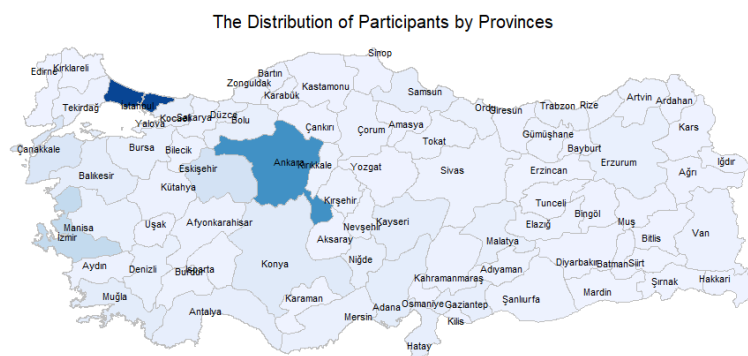 The Distribution of Participants by Provinces
Sinop
Kırklareli
Edirne
Bartın
Zonguldak
Kastamonu
Karabük
Samsun
Artvin
Ardahan
Tekirdağ
İstanbul
Kocaeli
Sakarya
Düzce
Bolu
Ordu
Giresun
Trabzon
Rize
Yalova
Çankırı
Çorum
Amasya
Kars
Gümüşhane
Tokat
Çanakkale
Bursa
Bilecik
Bayburt
Balıkesir
Eskişehir
Ankara
Kırıkkale
Yozgat
Sivas
Erzincan
Erzurum
Iğdır
Ağrı
Kütahya
Kırşehir
Tunceli
Manisa
İzmir
Uşak
Afyonkarahisar
Nevşehir
Kayseri
Elazığ
Bingöl
Muş
Bitlis
Van
Aksaray
Malatya
Aydın
Denizli
Burdur
Isparta
Konya
Niğde
Kahramanmaraş
Adıyaman
Diyarbakır
Batman
Siirt
Şırnak
Hakkari
Muğla
Antalya
Karaman
Mersin
Adana
Osmaniye
Gaziantep
Şanlıurfa
Mardin
Kilis
Hatay